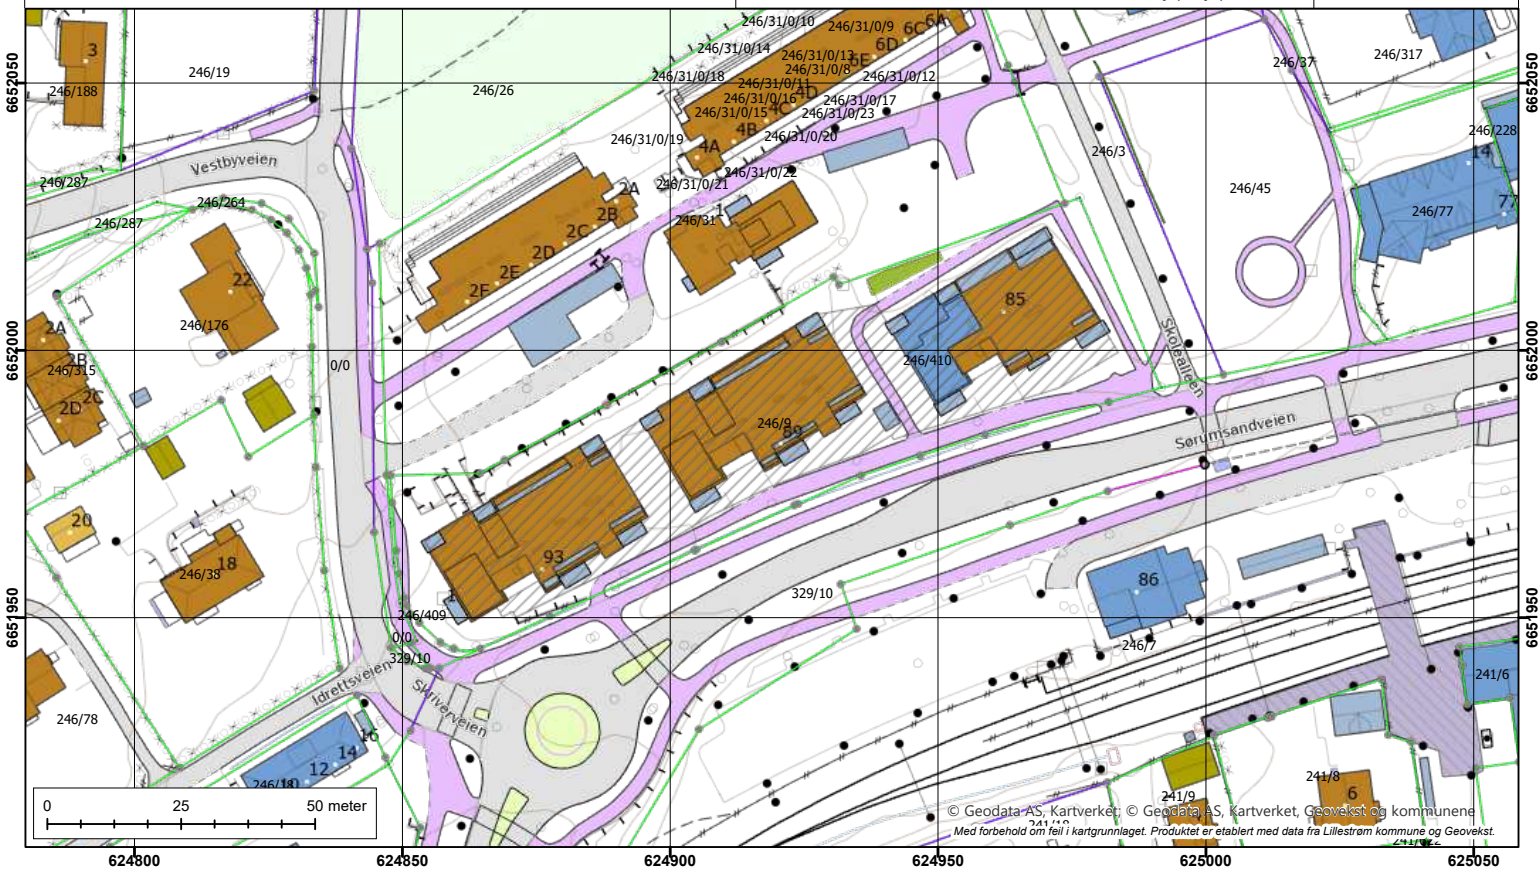 246/31/0/10
246/31/0/9
6A
6C
6D
6E
3
246/19
246/188
246/26
246/31/0/14
246/31/0/13
246/31/0/8
246/31/0/18
246/31/0/12
246/31/0/11
4D
246/31/0/16
246/31/0/17
4C
246/31/0/15
246/31/0/23
4B
246/31/0/20
246/31/0/19
4A
246/317
246/37
246/228
14
246/3
246/45
246/77
77
Vestbyveien
246/287
246/264
246/287
246/31/0/22
246/31/0/21
2A
2B
2C
2D
2E
2F
246/31
1
22
246/176
85
246/410
Skolealleen
2A
2B
246/315
2C
2D
0/0
246/9
89
Sørumsandveien
20
18
246/38
93
246/409
0/0
329/10
329/10
86
246/7
Idrettsveien
Skriverveien
246/78
16
14
12
241/6
241/8
6
241/9
4
0 25 50 meter
© Geodata AS, Kartverket; © Geodata AS, Kartverket, Geovekst og kommunene
Med forbehold om feil i kartgrunnlaget. Produktet er etablert med data fra Lillestrøm kommune og Geovekst.
6652050
6652000
6651950
6652050
6652000
6651950
624800 624850 624900 624950 625000 625050